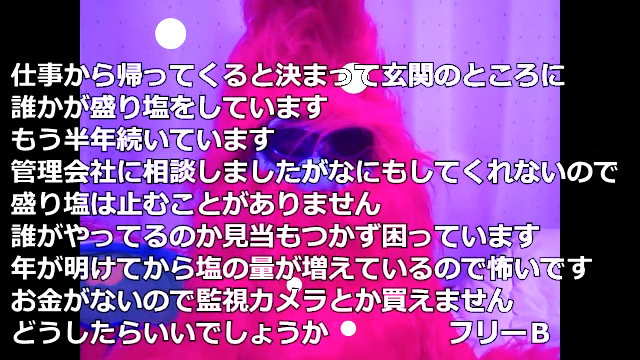 仕事から帰ってくると決まって玄関のところに
誰かが盛り塩をしています
もう半年続いています
管理会社に相談しましたがなにもしてくれないので
盛り塩は止むことがありません
誰がやってるのか見当もつかず困っています
年が明けてから塩の量が増えているので怖いです
お金がないので監視カメラとか買えません
どうしたらいいでしょうか　　　　フリーＢ